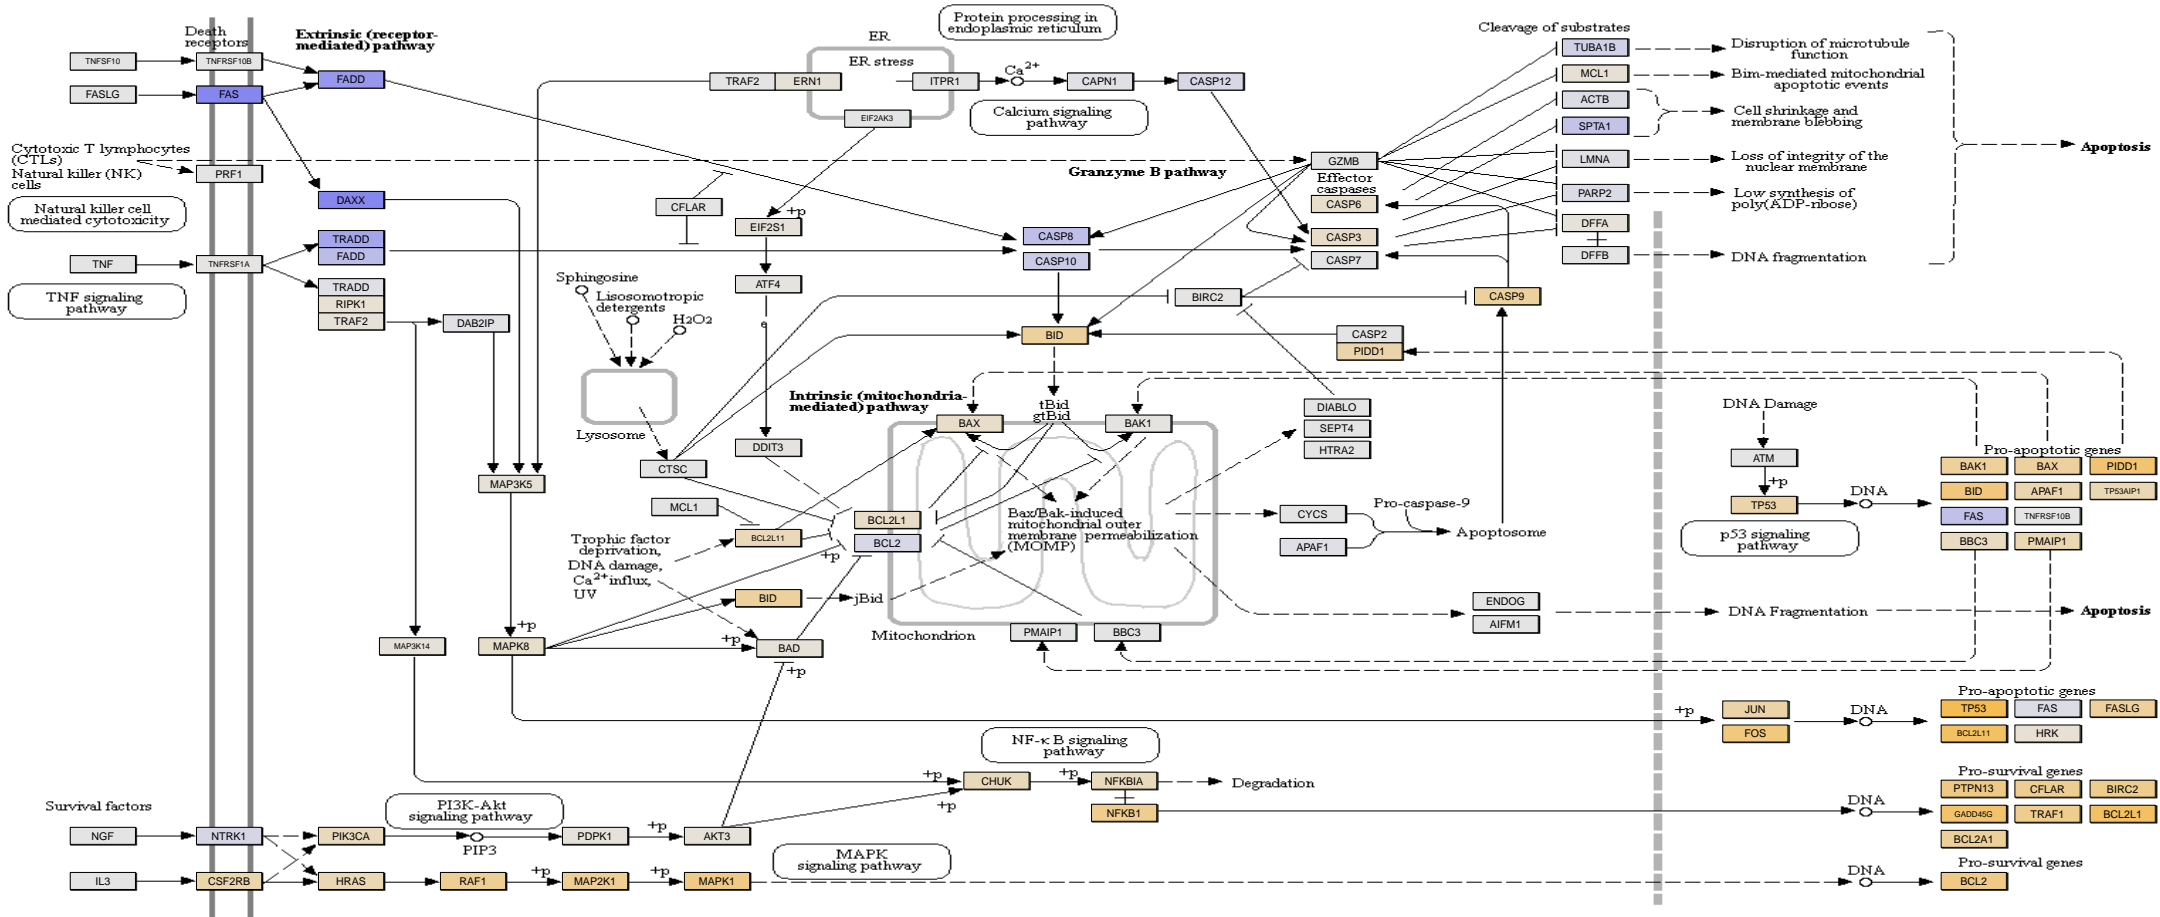 Protein processing in
endoplasmic reticulum
Cleavage of substrates
Death
receptors
Extrinsic (receptor-
mediated) pathway
ER
ER stress
TNFSF10
TNFRSF10B
FADD
TRAF2
ERN1
ITPR1
Ca2+
CAPN1
CASP12
TUBA1B
Disruption of microtubule
function
MCL1
Bim-mediated mitochondrial
apoptotic events
FASLG
FAS
EIF2AK3
Calcium signaling
pathway
ACTB
SPTA1
Cell shrinkage and
membrane blebbing
Cytotoxic T lymphocytes
(CTLs)
Natural killer (NK)
cells
PRF1
GZMB
Granzyme B pathway
Effector
caspases
LMNA
Loss of integrity of the
nuclear membrane
Apoptosis
PARP2
Low synthesis of
poly(ADP-ribose)
Natural killer cell
mediated cytotoxicity
DAXX
CFLAR
+p
EIF2S1
CASP6
DFFA
TRADD
FADD
CASP8
CASP10
CASP3
CASP7
DFFB
DNA fragmentation
TNF
TNFRSF1A
TNF signaling
pathway
TRADD
RIPK1
TRAF2
DAB2IP
Sphingosine
Lisosomotropic
detergents
H2O2
ATF4
e
BIRC2
CASP9
BID
CASP2
PIDD1
Intrinsic (mitochondria-
mediated) pathway
tBid
gtBid
Lysosome
BAX
BAK1
DIABLO
SEPT4
HTRA2
DNA Damage
DDIT3
CTSC
MAP3K5
ATM
+p
TP53
DNA
p53 signaling
pathway
Pro-apoptotic genes
BAK1
BAX
PIDD1
BID
APAF1
TP53AIP1
FAS
TNFRSF10B
BBC3
PMAIP1
MCL1
BCL2L11
BCL2L1
BCL2
+p
Bax/Bak-induced
mitochondrial outer
membrane permeabilization
(MOMP)
CYCS
APAF1
Pro-caspase-9
Apoptosome
Trophic factor
deprivation,
DNA damage,
Ca2+influx,
UV
BID
jBid
ENDOG
AIFM1
DNA Fragmentation
Apoptosis
Mitochondrion
PMAIP1
BBC3
MAP3K14
+p
MAPK8
+p
BAD
+p
+p
JUN
FOS
DNA
Pro-apoptotic genes
TP53
FAS
FASLG
BCL2L11
HRK
NF-κ B signaling
pathway
+p
CHUK
+p
NFKBIA
Degradation
+p
NFKB1
DNA
Pro-survival genes
PTPN13
CFLAR
BIRC2
GADD45G
TRAF1
BCL2L1
BCL2A1
Survival factors
PI3K-Akt
signaling pathway
NGF
NTRK1
PIK3CA
PIP3
PDPK1
+p
AKT3
MAPK
signaling pathway
IL3
CSF2RB
HRAS
RAF1
+p
MAP2K1
+p
MAPK1
DNA
Pro-survival genes
BCL2